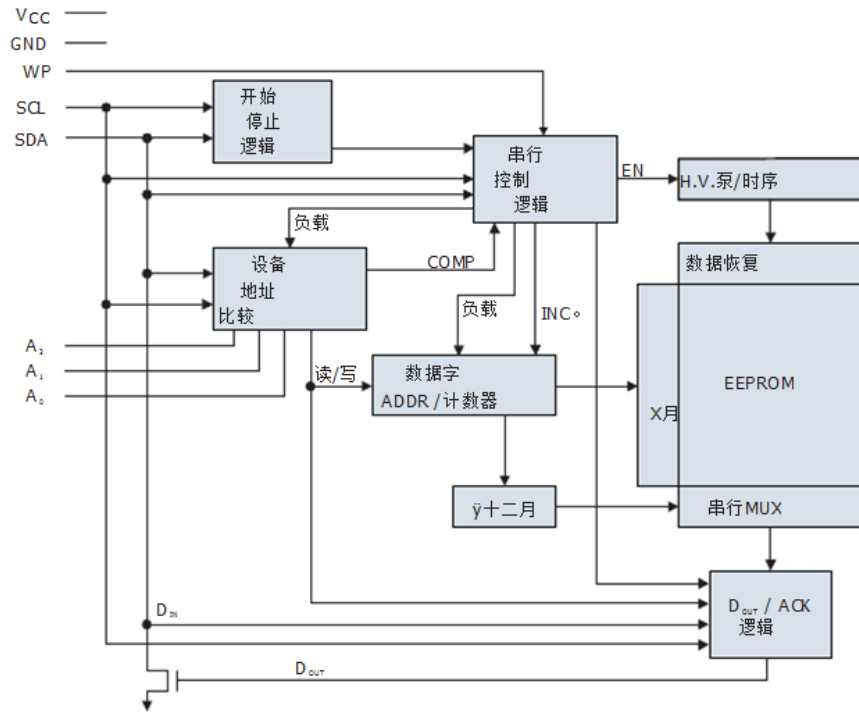 VCC
GND
WP
SCL
SDA
开始
停止
逻辑
串行
控制
逻辑
EN
H.V.泵/时序
负载
设备
地址
比较
COMP
负载
INC。
数据恢复
A2
A1
A0
读/写
数据字
ADDR /计数器
X月
EEPROM
ÿ十二月
串行MUX
DIN
DOUT / ACK
逻辑
DOUT